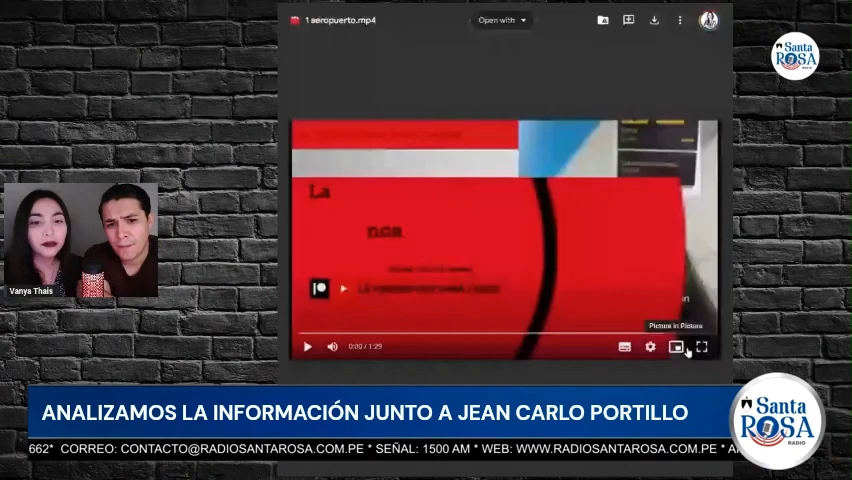 1 aeropuerto.mp4
Open with
Santa
ROSA
RADIO
La
noa
Picture in Picture
0:00 / 1:29
Vanya Thais
ANALIZAMOS LA INFORMACIÓN JUNTO A JEAN CARLO PORTILLO
Santa
ROSA
RADIO
662* CORREO: CONTACTO@RADIOSANTAROSA.COM.PE * SEÑAL: 1500 AM * WEB: WWW.RADIOSANTAROSA.COM.PE *